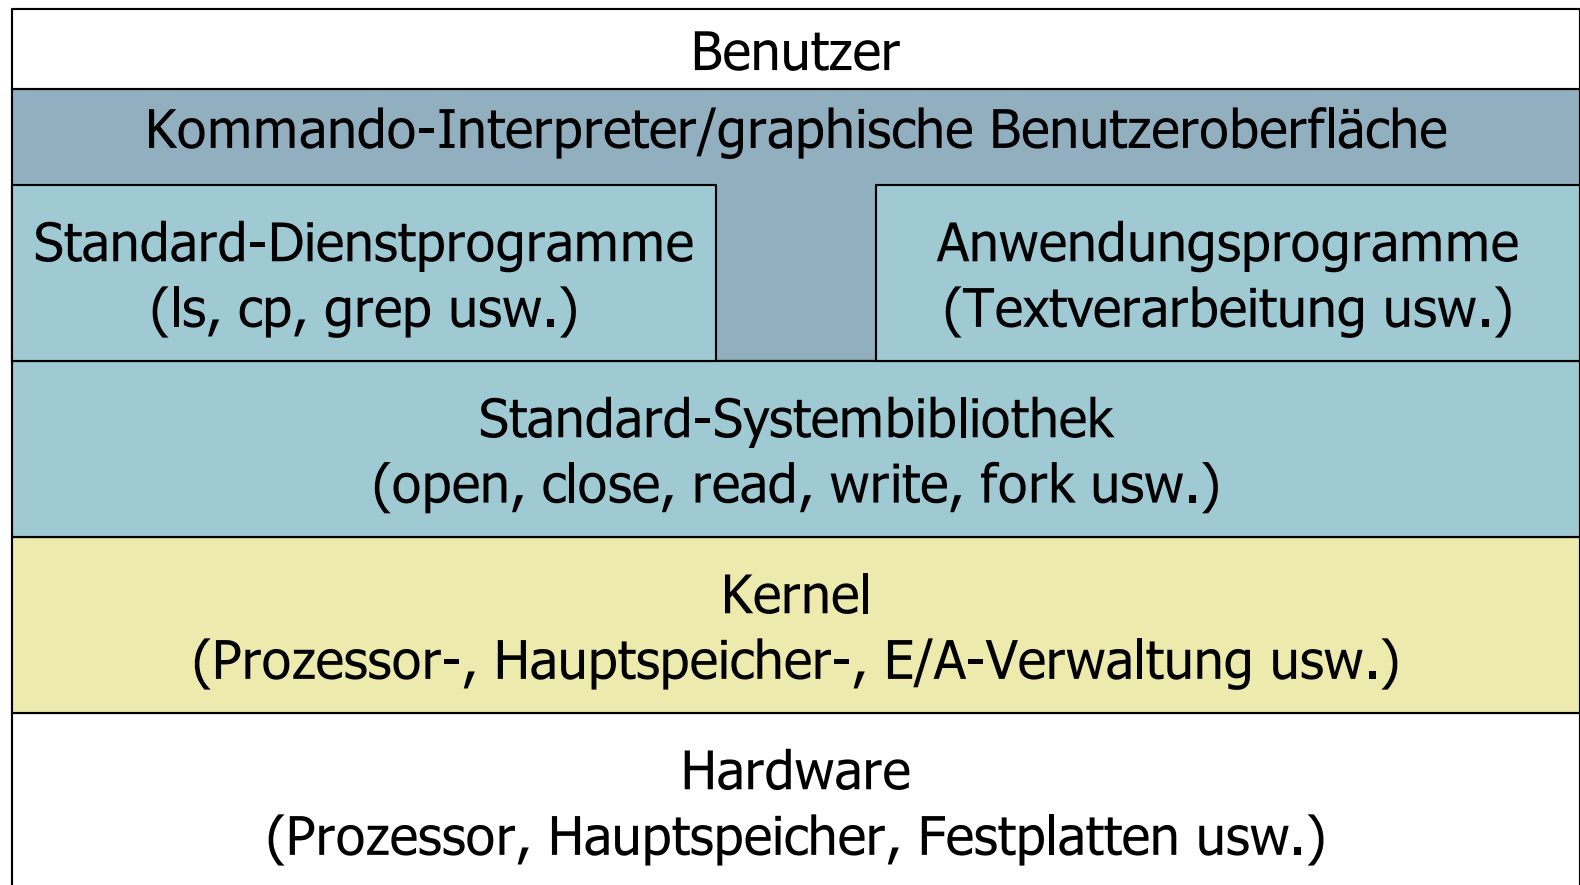 Benutzer
Kommando-Interpreter/graphische Benutzeroberfläche
Standard-Dienstprogramme
(ls, cp, grep usw.)
Anwendungsprogramme
(Textverarbeitung usw.)
Standard-Systembibliothek
(open, close, read, write, fork usw.)
Kernel
(Prozessor-, Hauptspeicher-, E/A-Verwaltung usw.)
Hardware
(Prozessor, Hauptspeicher, Festplatten usw.)